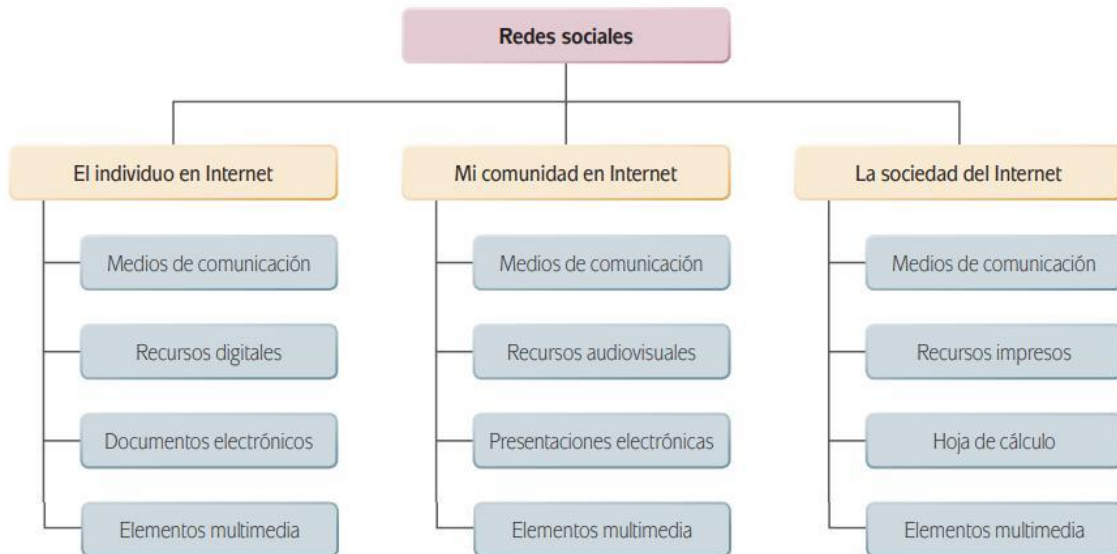 Redes sociales
El individuo en Internet
Medios de comunicación
Recursos digitales
Documentos electrónicos
Elementos multimedia
Mi comunidad en Internet
Medios de comunicación
Recursos audiovisuales
Presentaciones electrónicas
Elementos multimedia
La sociedad del Internet
Medios de comunicación
Recursos impresos
Hoja de cálculo
Elementos multimedia